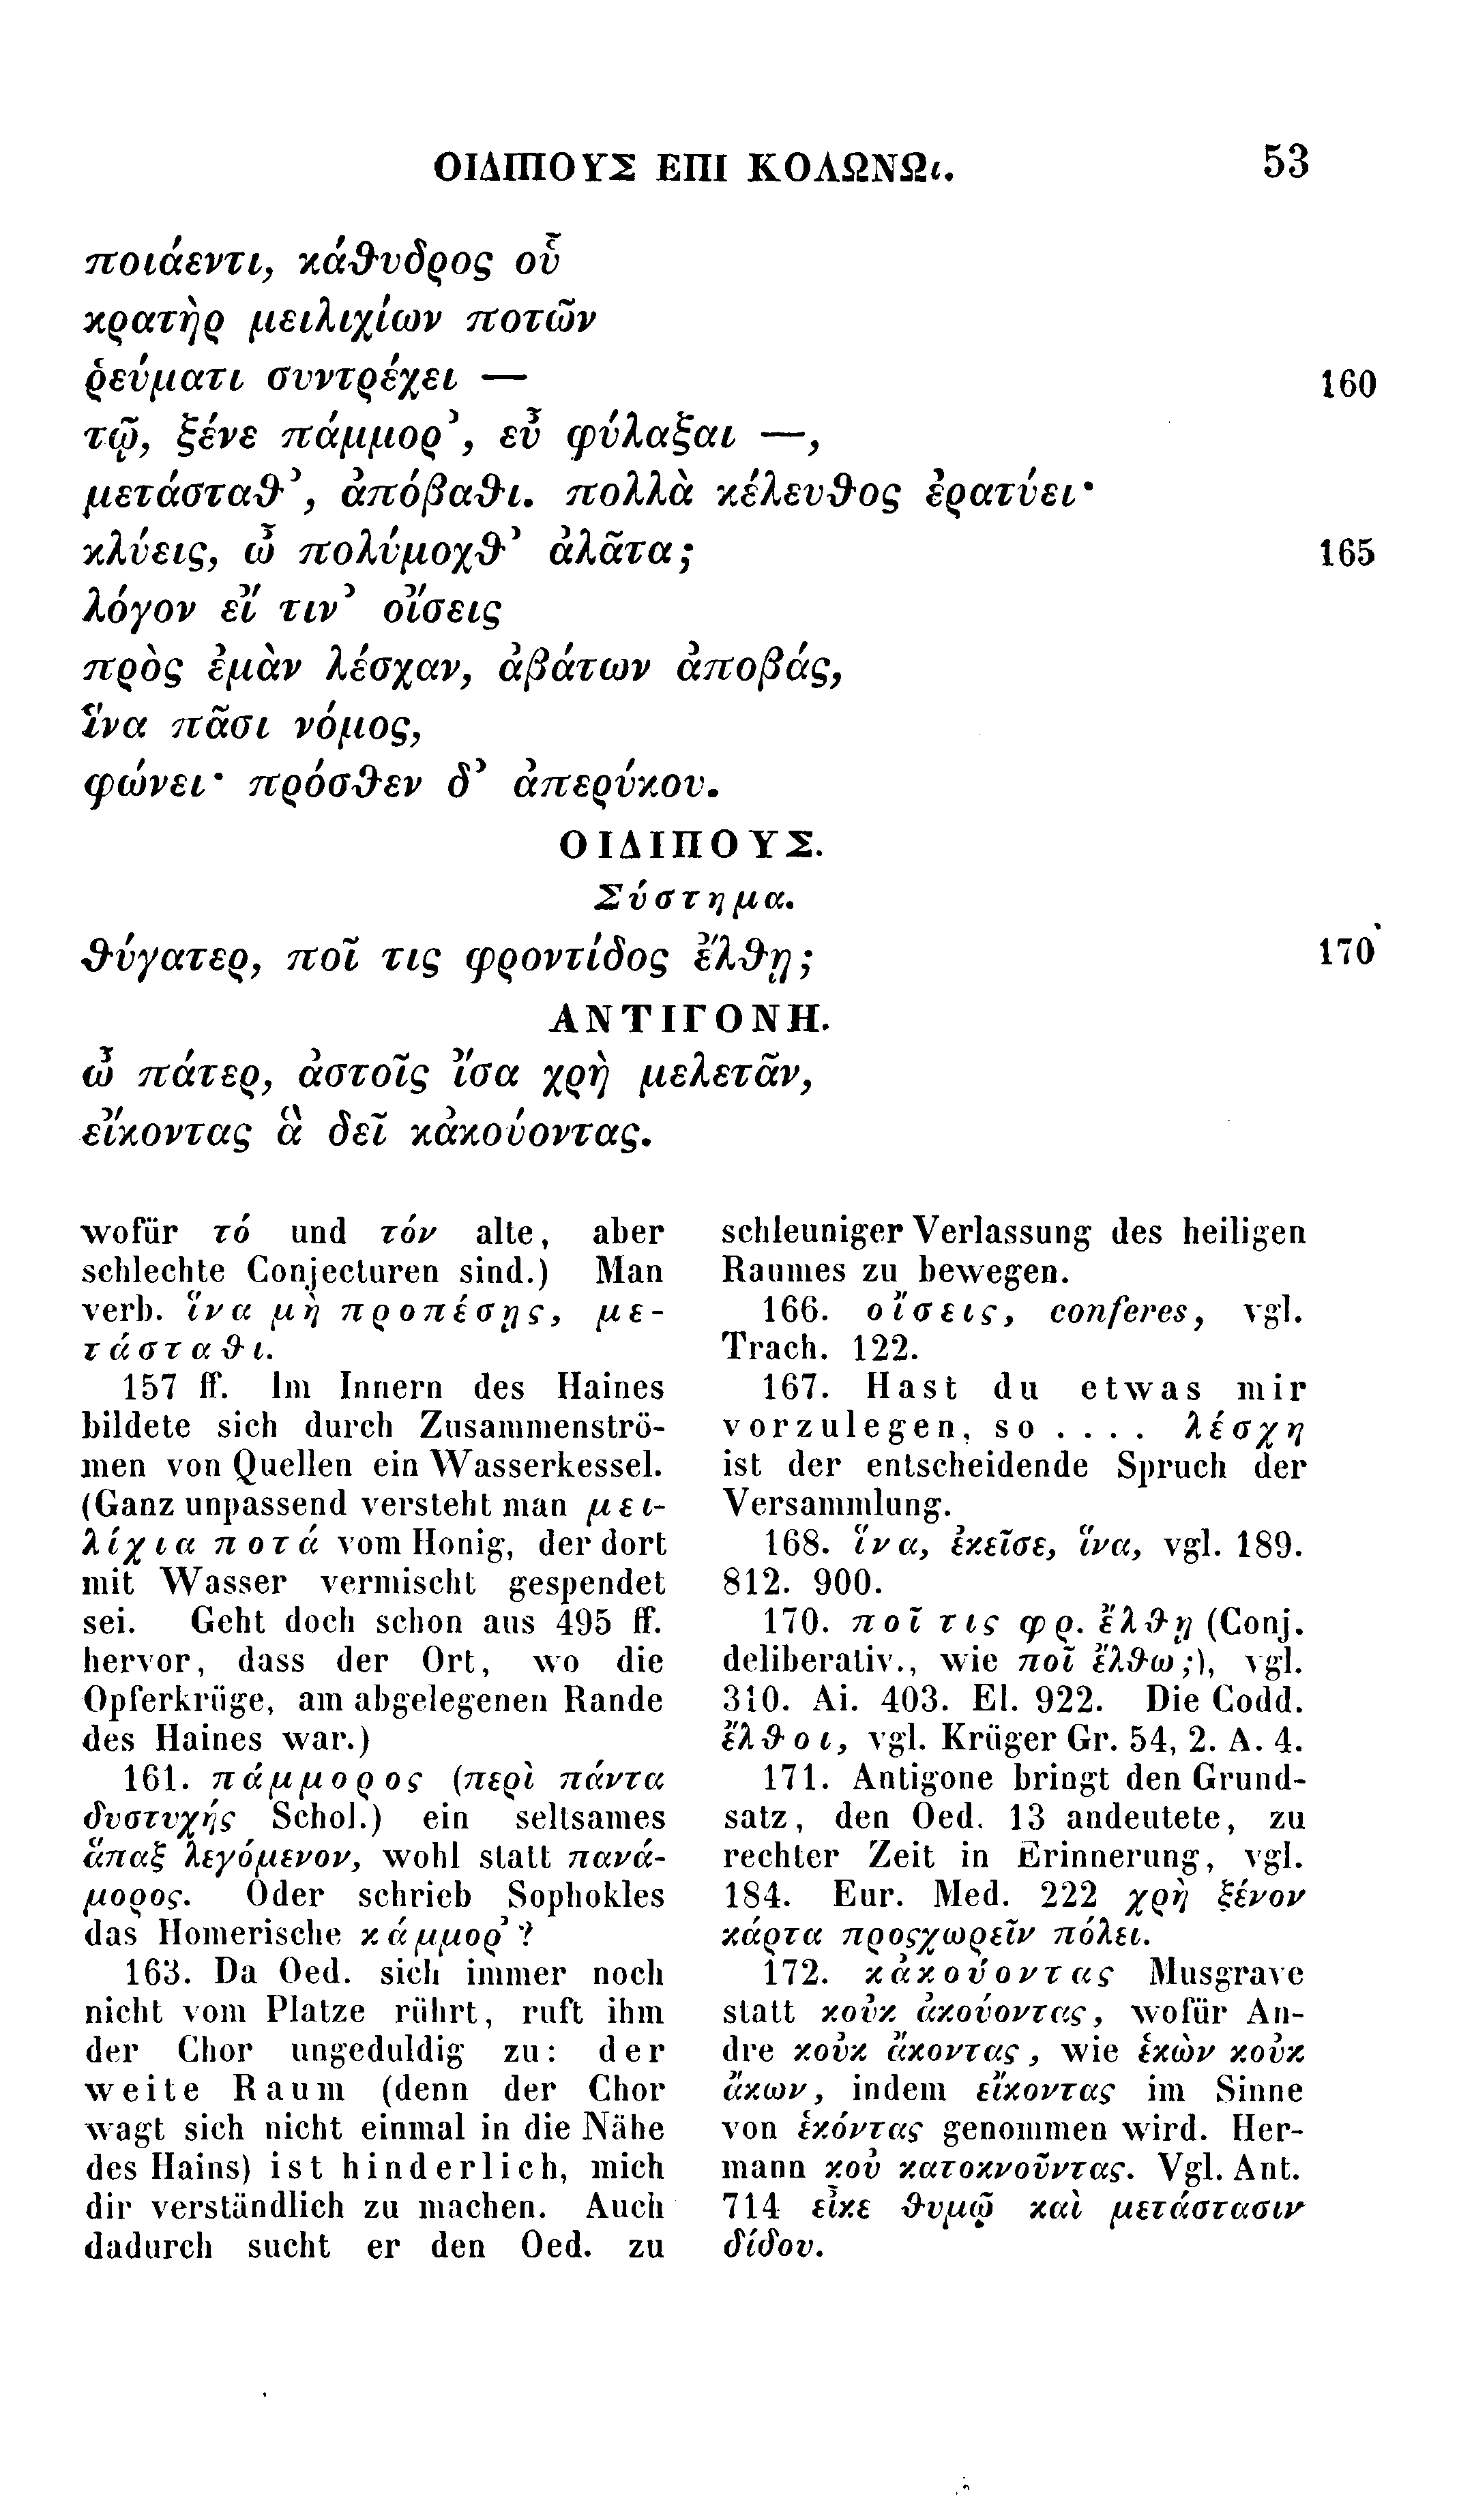 ΟΙΔΙΠΟΥΣ ΕΠΙ ΚΟΛΩΝΩι. 53
ποιάεντι, κάθυδρος οὗ
κρατὴρ μειλιχίων ποτῶν
ῥεύματι συντρέχει — 160
τῷ, ξένε πάμμορ’, εὖ φύλαξαι —,
μετάσταθ’, ἀπόβαθι. πολλὰ κέλευθος ἐρατύει·
κλύεις, ὦ πολύμοχθ’ ἀλᾶτα; 165
λόγον εἴ τιν’ οἴσεις
πρὸς ἐμὰν λέσχαν, ἀβάτων ἀποβάς,
ἵνα πᾶσι νόμος,
φώνει· πρόσθεν δ’ ἀπερύκου.
ΟΙΔΙΠΟΥΣ.
Σύστημα.
θύγατερ, ποῖ τις φροντίδος ἔλθῃ; 170
ΑΝΤΙΓΟΝΗ.
ὦ πάτερ, ἀστοῖς ἴσα χρὴ μελετᾶν,
εἴκοντας ἃ δεῖ κἀκούοντας.
wofür τό und τόν alte, aber
schlechte Conjecturen sind.) Man
verb. ἵνα μὴ προπέσῃς, με-
τάσταθι.
157 ff. Im Innern des Haines
bildete sich durch Zusammenströ-
men von Quellen ein Wasserkessel.
(Ganz unpassend versteht man μει-
λίχια ποτά vom Honig, der dort
mit Wasser vermischt gespendet
sei. Geht doch schon aus 495 ff.
hervor, dass der Ort, wo die
Opferkrüge, am abgelegenen Rande
des Haines war.)
161. πάμμορος (περὶ πάντα
δυστυχής Schol.) ein seltsames
ἅπαξ λεγόμενον, wohl statt πανά-
μορος. Oder schrieb Sophokles
das Homerische κάμμορ’?
163. Da Oed. sich immer noch
nicht vom Platze rührt, ruft ihm
der Chor ungeduldig zu: der
weite Raum (denn der Chor
wagt sich nicht einmal in die Nähe
des Hains) ist hinderlich, mich
dir verständlich zu machen. Auch
dadurch sucht er den Oed. zu
schleuniger Verlassung des heiligen
Raumes zu bewegen.
166. οἴσεις, conferes, vgl.
Trach. 122.
167. Hast du etwas mir
vorzulegen, so .... λέσχη
ist der entscheidende Spruch der
Versammlung.
168. ἵνα, ἐκεῖσε, ἵνα, vgl. 189.
812. 900.
170. ποῖ τις φρ. ἔλθῃ (Conj.
deliberativ., wie ποῖ ἔλθω;), vgl.
310. Ai. 403. El. 922. Die Codd.
ἔλθοι, vgl. Krüger Gr. 54, 2. A. 4.
171. Antigone bringt den Grund-
satz, den Oed. 13 andeutete, zu
rechter Zeit in Erinnerung, vgl.
184. Eur. Med. 222 χρὴ ξένον
κάρτα προςχωρεῖν πόλει.
172. κἀκούοντας Musgrave
statt κοὐκ ἀκούοντας, wofür An-
dre κοὐκ ἄκοντας, wie ἑκὼν κοὐκ
ἄκων, indem εἴκοντας im Sinne
von ἑκόντας genommen wird. Her-
mann κοὐ κατοκνοῦντας. Vgl. Ant.
714 εἶκε θυμῷ καὶ μετάστασιν
δίδου.